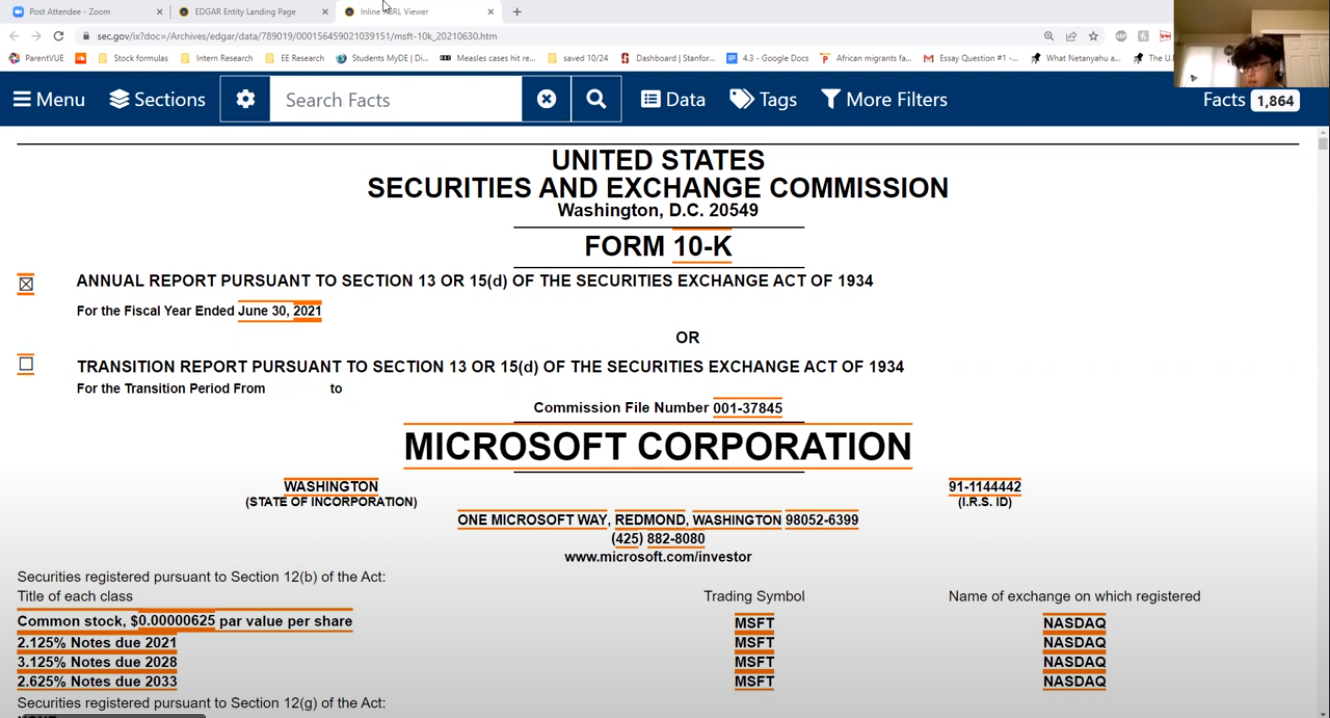 Post Attendee - Zoom
EDGAR Entity Landing Page
Inline XBRL Viewer
sec.gov/ix?doc=/Archives/edgar/data/789019/000156459021039151/msft-10k_20210630.htm
ParentVUE
Stock formulas
Intern Research
EE Research
Students MyDE | Di...
Measles cases hit re...
saved 10/24
Dashboard | Stanfor...
4.3 - Google Docs
African migrants fa...
Essay Question #1 -...
What Netanyahu a...
The U.
Menu
Sections
Search Facts
Data
Tags
More Filters
Facts 1,864
UNITED STATES
SECURITIES AND EXCHANGE COMMISSION
Washington, D.C. 20549
FORM 10-K
☒ ANNUAL REPORT PURSUANT TO SECTION 13 OR 15(d) OF THE SECURITIES EXCHANGE ACT OF 1934
For the Fiscal Year Ended June 30, 2021
OR
☐ TRANSITION REPORT PURSUANT TO SECTION 13 OR 15(d) OF THE SECURITIES EXCHANGE ACT OF 1934
For the Transition Period From to
Commission File Number 001-37845
MICROSOFT CORPORATION
WASHINGTON 91-1144442
(STATE OF INCORPORATION) (I.R.S. ID)
ONE MICROSOFT WAY, REDMOND, WASHINGTON 98052-6399
(425) 882-8080
www.microsoft.com/investor
Securities registered pursuant to Section 12(b) of the Act:
Title of each class Trading Symbol Name of exchange on which registered
Common stock, $0.00000625 par value per share MSFT NASDAQ
2.125% Notes due 2021 MSFT NASDAQ
3.125% Notes due 2028 MSFT NASDAQ
2.625% Notes due 2033 MSFT NASDAQ
Securities registered pursuant to Section 12(g) of the Act: